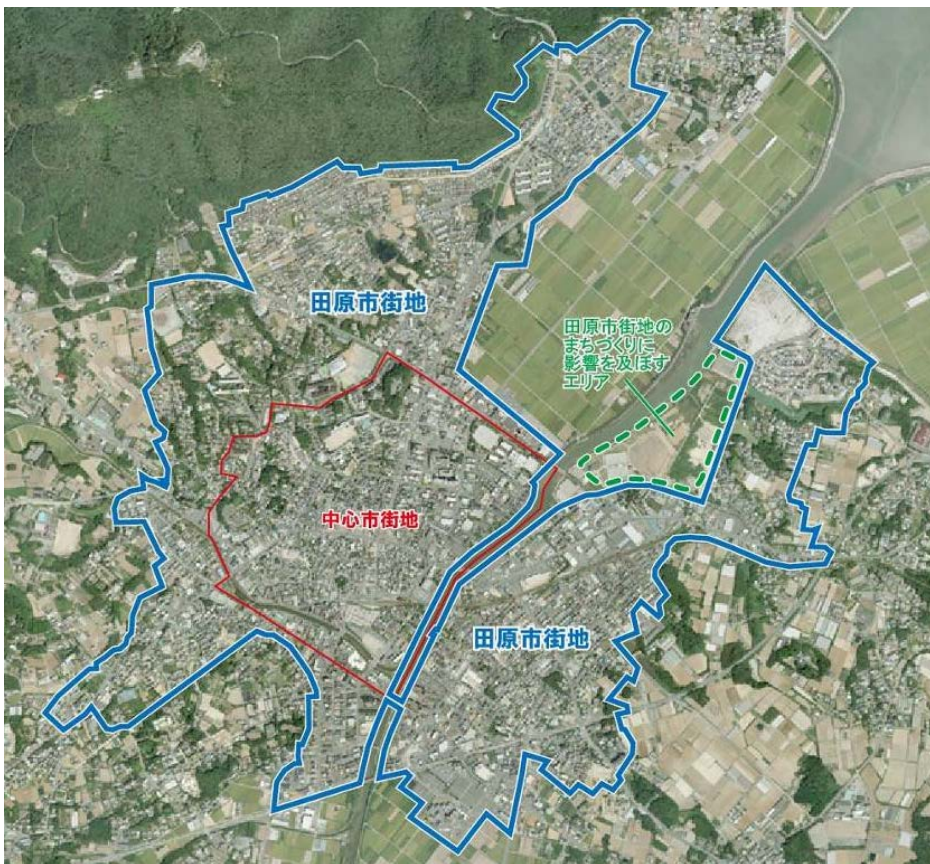 田原市街地
田原市街地の
まちづくりに
影響を及ぼす
エリア
中心市街地
田原市街地